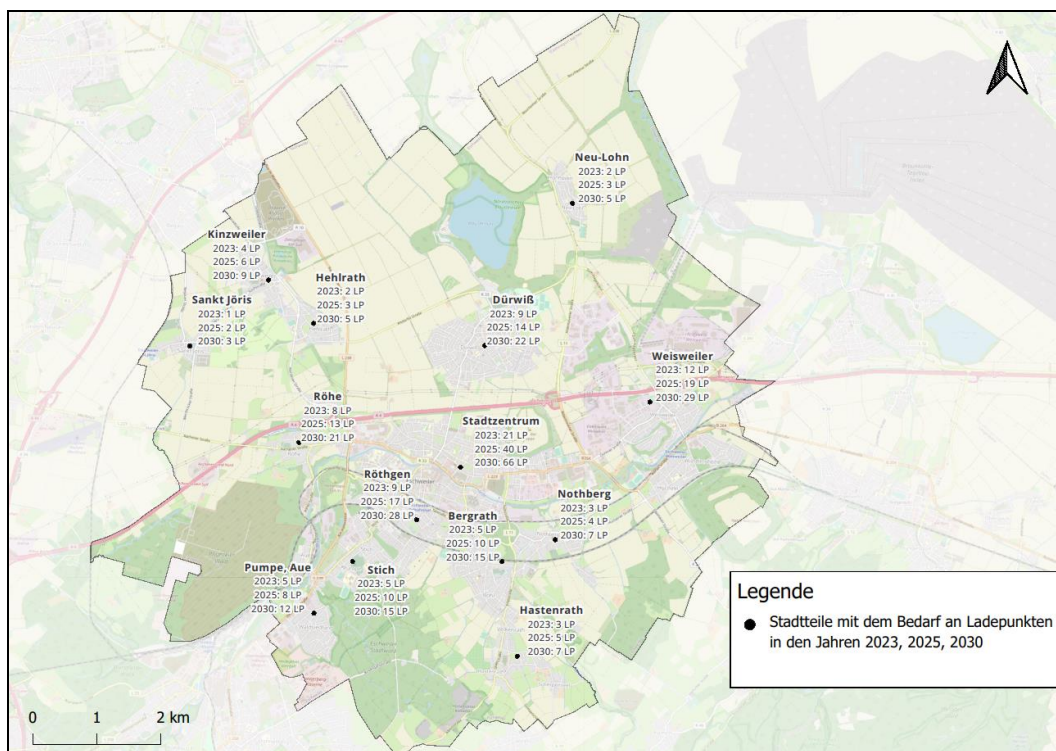 Neu-Lohn
2023: 2 LP
2025: 3 LP
2030: 5 LP
Kinzweiler
2023: 4 LP
2025: 6 LP
2030: 9 LP
Hehlrath
2023: 2 LP
2025: 3 LP
2030: 5 LP
Sankt Jöris
2023: 1 LP
2025: 2 LP
2030: 3 LP
Dürwiß
2023: 9 LP
2025: 14 LP
2030: 22 LP
Weisweiler
2023: 12 LP
2025: 19 LP
2030: 29 LP
Röhe
2023: 8 LP
2025: 13 LP
2030: 21 LP
Stadtzentrum
2023: 21 LP
2025: 40 LP
2030: 66 LP
Röthgen
2023: 9 LP
2025: 17 LP
2030: 28 LP
Nothberg
2023: 3 LP
2025: 4 LP
2030: 7 LP
Bergrath
2023: 5 LP
2025: 10 LP
2030: 15 LP
Pumpe, Aue
2023: 5 LP
2025: 8 LP
2030: 12 LP
Stich
2023: 5 LP
2025: 10 LP
2030: 15 LP
Hastenrath
2023: 3 LP
2025: 5 LP
2030: 7 LP
Legende
Stadtteile mit dem Bedarf an Ladepunkten
in den Jahren 2023, 2025, 2030
0 1 2 km